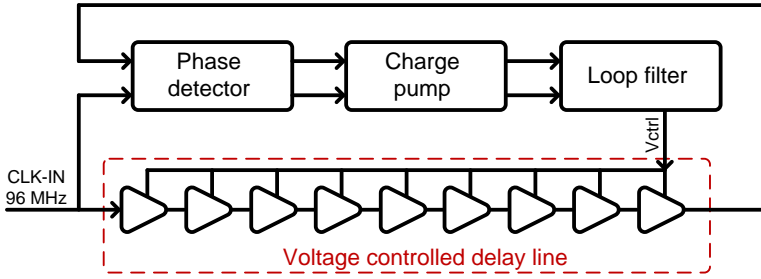 Phase
detector
Charge
pump
Loop filter
Vctrl
CLK-IN
96 MHz
Voltage controlled delay line